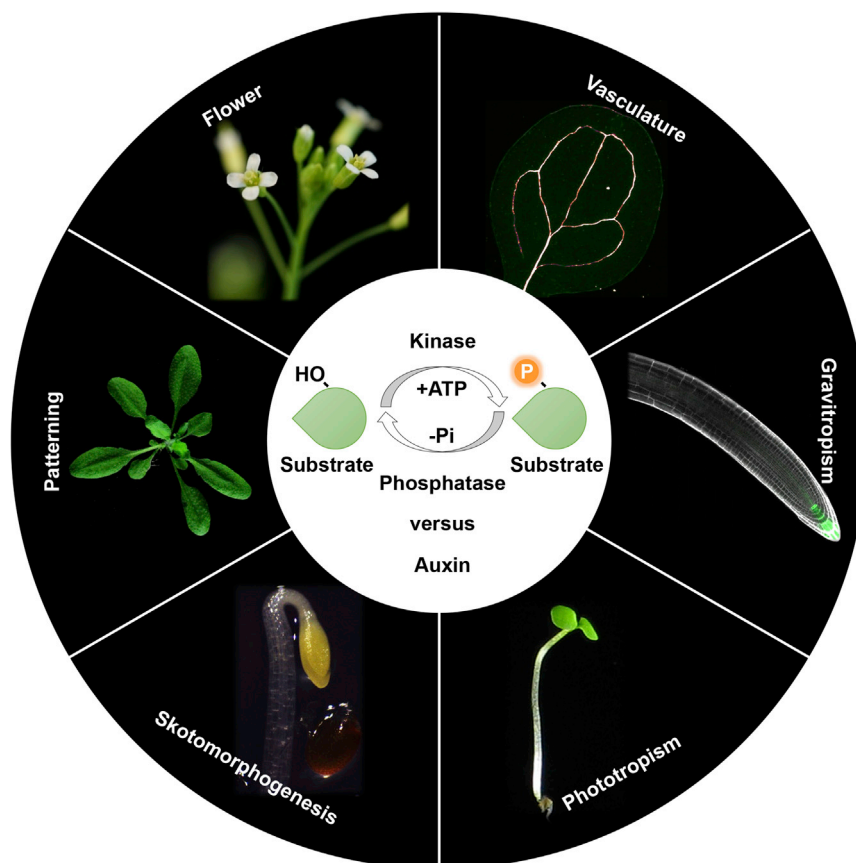 Flower
Vasculature
Patterning
Gravitropism
Skotomorphogenesis
Phototropism
Kinase
HO
P
+ATP
-Pi
Substrate
Substrate
Phosphatase
versus
Auxin